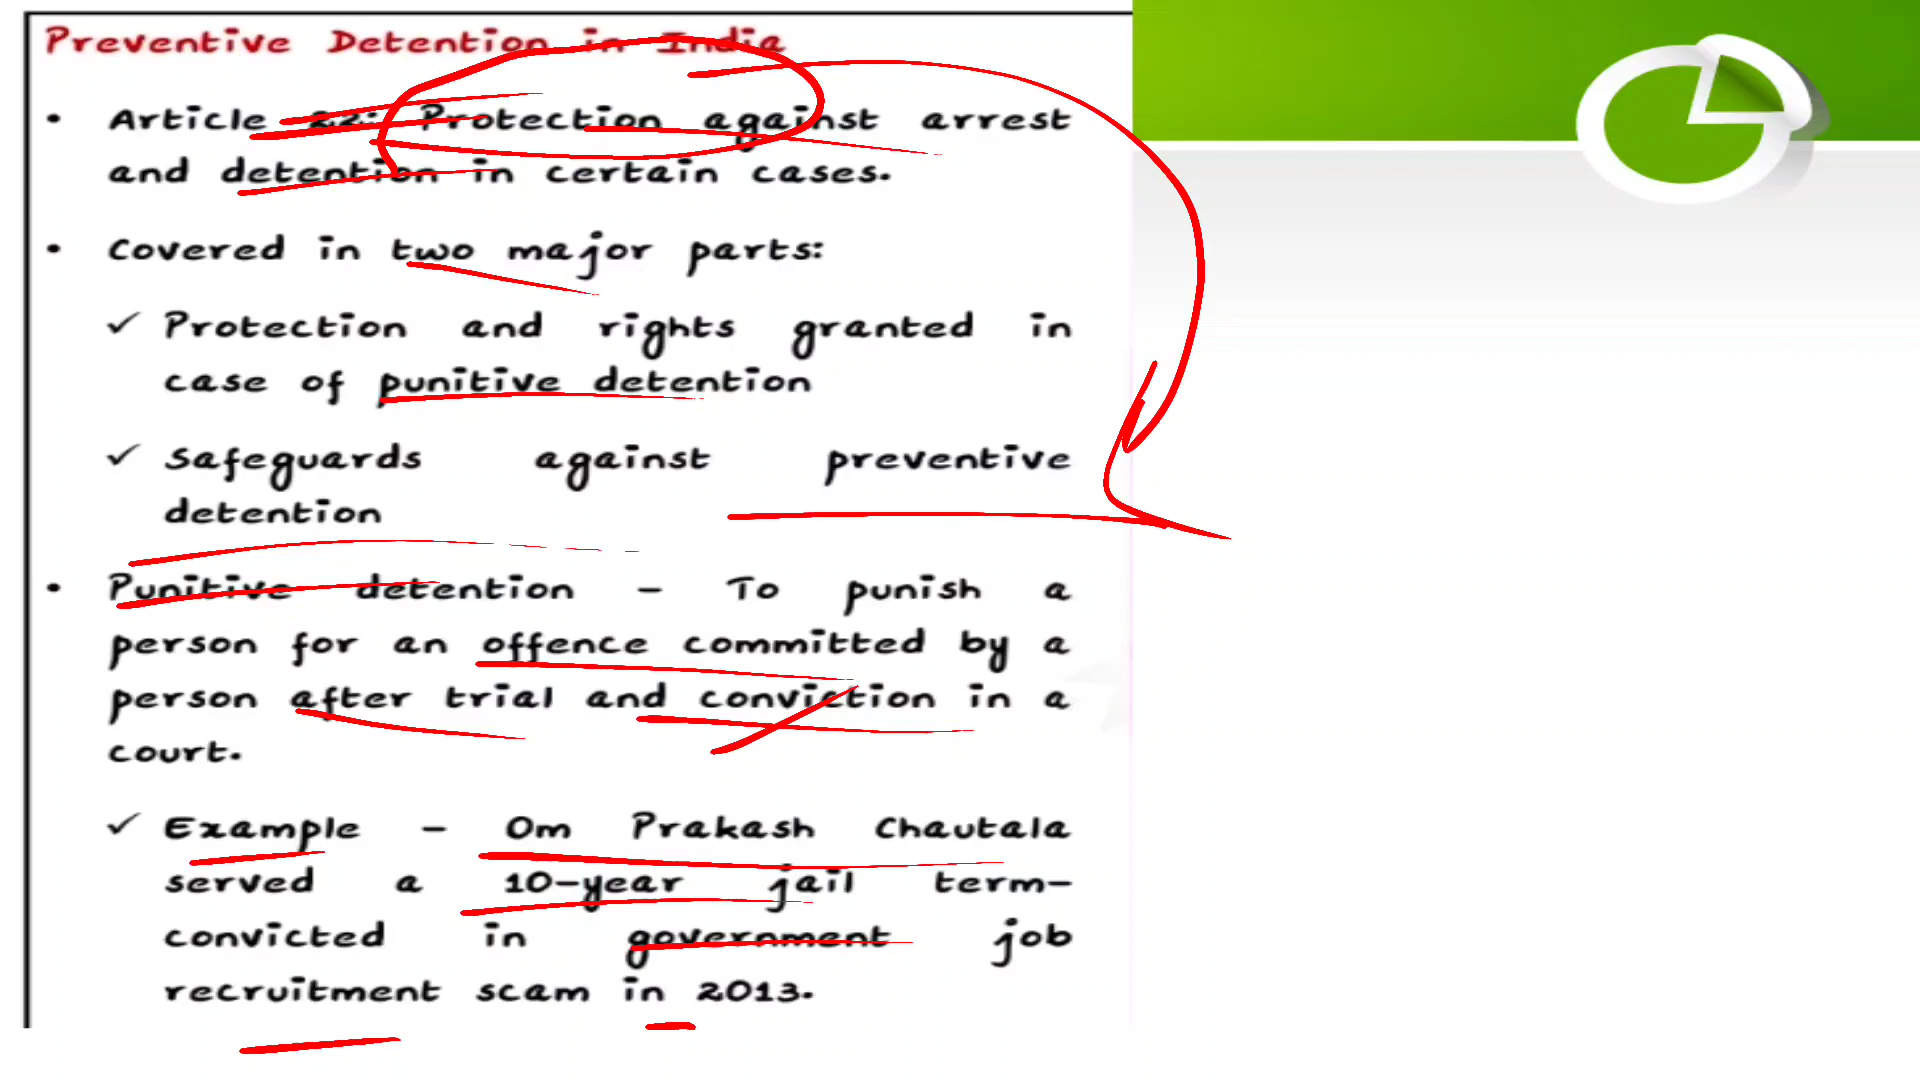 Preventive Detention in India
• Article 22: Protection against arrest
and detention in certain cases.
• Covered in two major parts:
✓ Protection and rights granted in
case of punitive detention
✓ Safeguards against preventive
detention
• Punitive detention - To punish a
person for an offence committed by a
person after trial and conviction in a
court.
✓ Example - Om Prakash Chautala
served a 10-year jail term-
convicted in government job
recruitment scam in 2013.